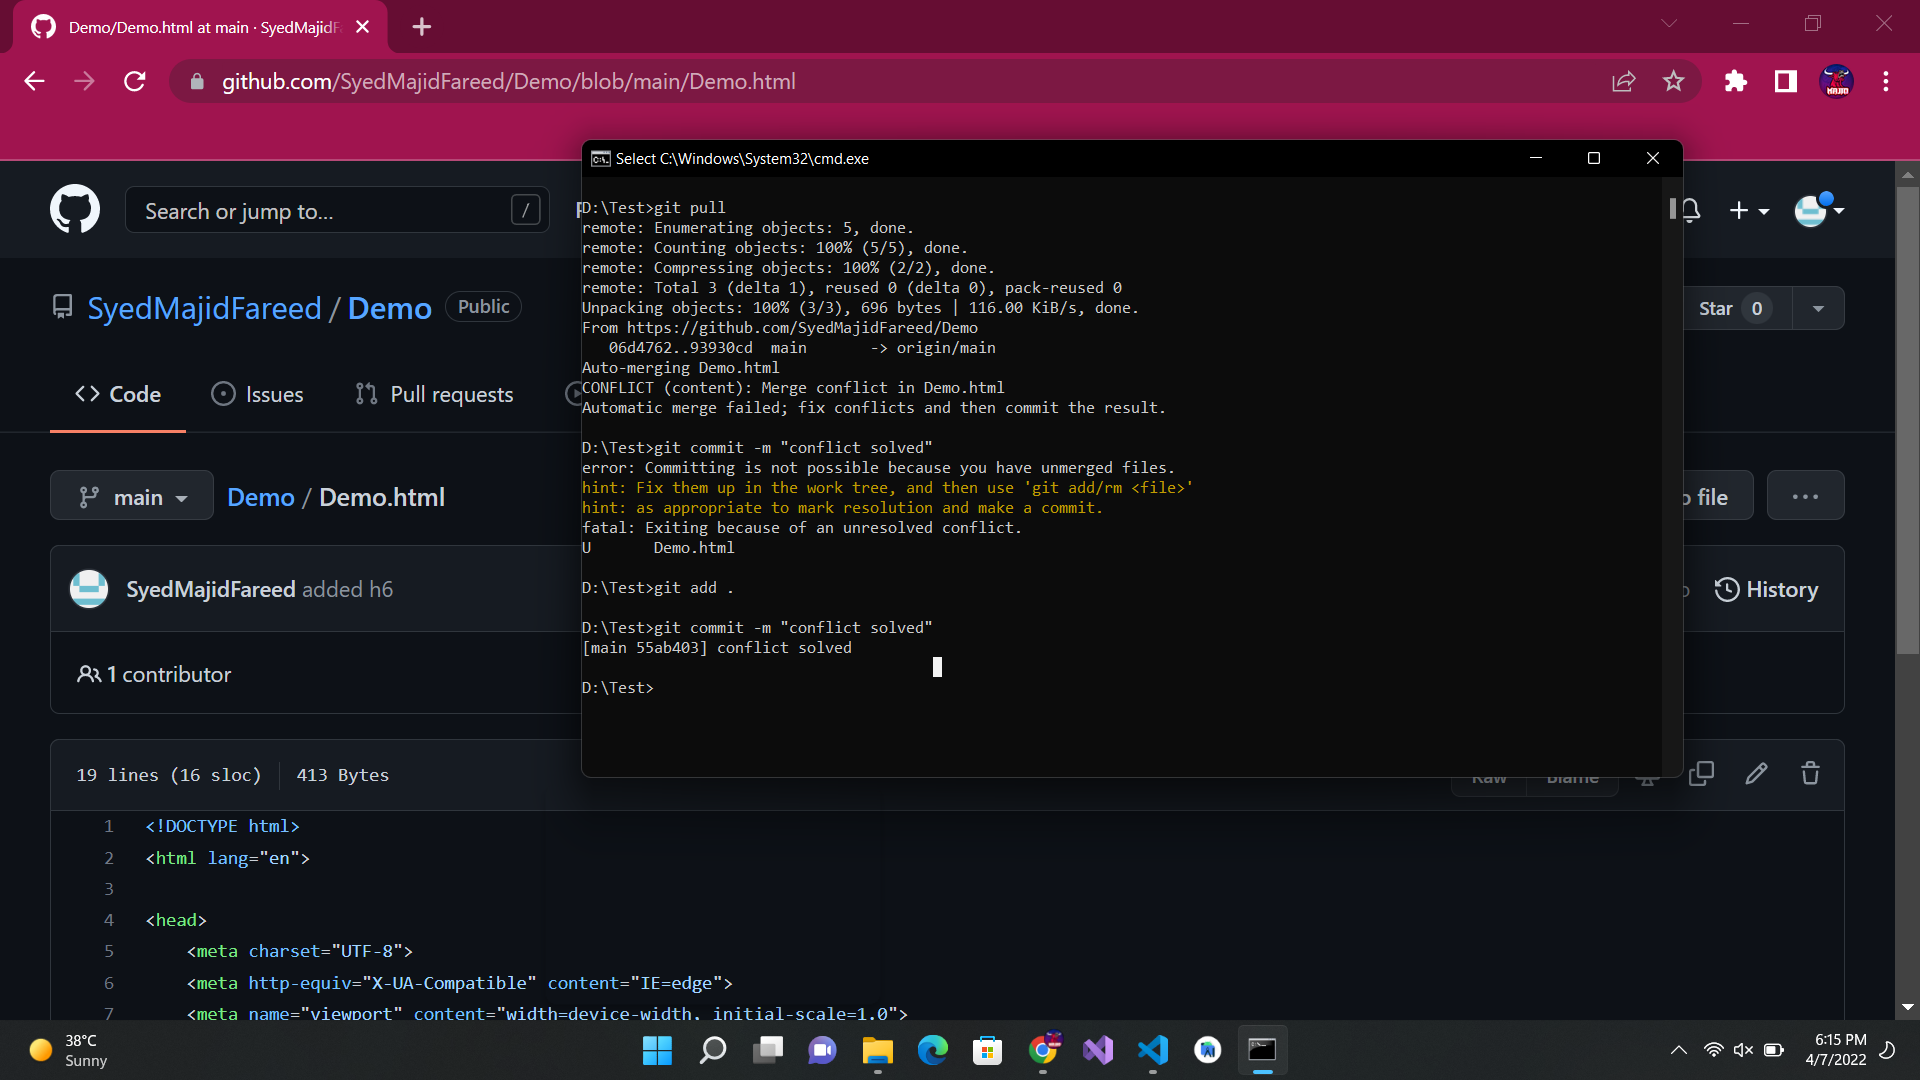 Demo/Demo.html at main · SyedMajidF
github.com/SyedMajidFareed/Demo/blob/main/Demo.html
MAJID
Select C:\Windows\System32\cmd.exe
Search or jump to...
/
D:\Test>git pull
remote: Enumerating objects: 5, done.
remote: Counting objects: 100% (5/5), done.
remote: Compressing objects: 100% (2/2), done.
remote: Total 3 (delta 1), reused 0 (delta 0), pack-reused 0
Unpacking objects: 100% (3/3), 696 bytes | 116.00 KiB/s, done.
From https://github.com/SyedMajidFareed/Demo
06d4762..93930cd main -> origin/main
Auto-merging Demo.html
CONFLICT (content): Merge conflict in Demo.html
Automatic merge failed; fix conflicts and then commit the result.
D:\Test>git commit -m "conflict solved"
error: Committing is not possible because you have unmerged files.
hint: Fix them up in the work tree, and then use 'git add/rm <file>'
hint: as appropriate to mark resolution and make a commit.
fatal: Exiting because of an unresolved conflict.
U Demo.html
D:\Test>git add .
D:\Test>git commit -m "conflict solved"
[main 55ab403] conflict solved
D:\Test>
SyedMajidFareed / Demo Public
Star 0
Code Issues Pull requests
main Demo / Demo.html
file
SyedMajidFareed added h6
History
1 contributor
19 lines (16 sloc) 413 Bytes
Raw Blame
1 <!DOCTYPE html>
2 <html lang="en">
3
4 <head>
5 <meta charset="UTF-8">
6 <meta http-equiv="X-UA-Compatible" content="IE=edge">
7 <meta name="viewport" content="width=device-width, initial-scale=1.0">
38°C
Sunny
6:15 PM
4/7/2022